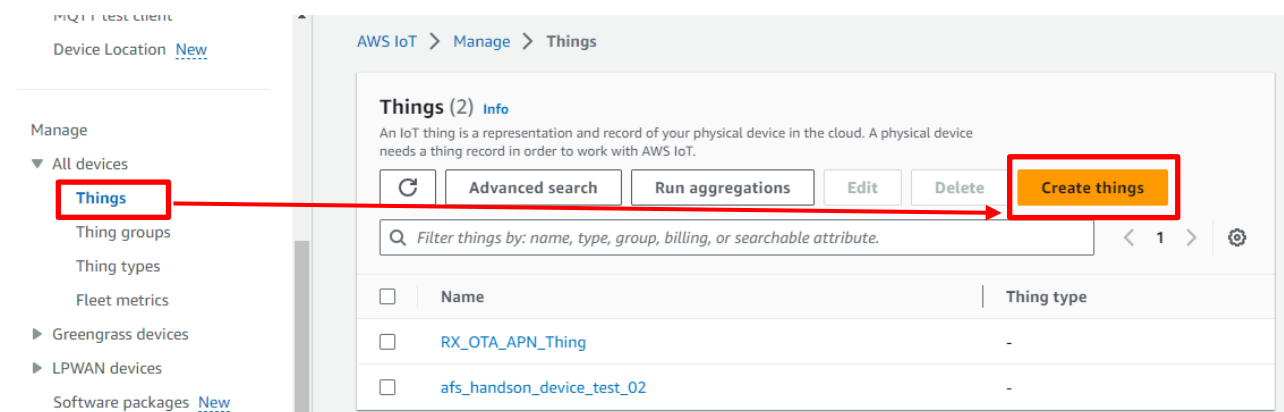 MQTT test client
Device Location New
Manage
All devices
Things
Thing groups
Thing types
Fleet metrics
Greengrass devices
LPWAN devices
Software packages New
AWS IoT > Manage > Things
Things (2) Info
An IoT thing is a representation and record of your physical device in the cloud. A physical device
needs a thing record in order to work with AWS IoT.
Advanced search Run aggregations Edit Delete Create things
Filter things by: name, type, group, billing, or searchable attribute.
< 1 >
Name Thing type
RX_OTA_APN_Thing -
afs_handson_device_test_02 -